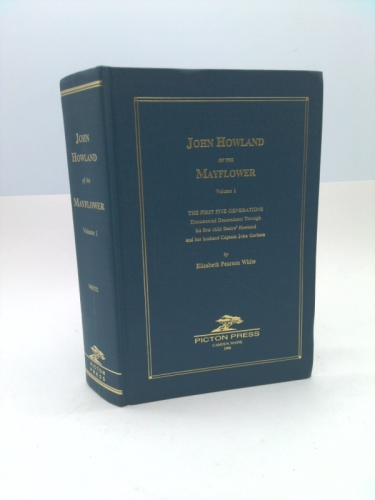 JOHN
HOWLAND
of the
MAYFLOWER
Volume 1
WHITE
PICTON
PRESS
JOHN HOWLAND
OF THE
MAYFLOWER
Volume 1
THE FIRST FIVE GENERATIONS
Documented Descendants Through
his first child Desire Howland
and her husband Captain John Gorham
by
Elizabeth Pearson White
PICTON PRESS
CAMDEN, MAINE